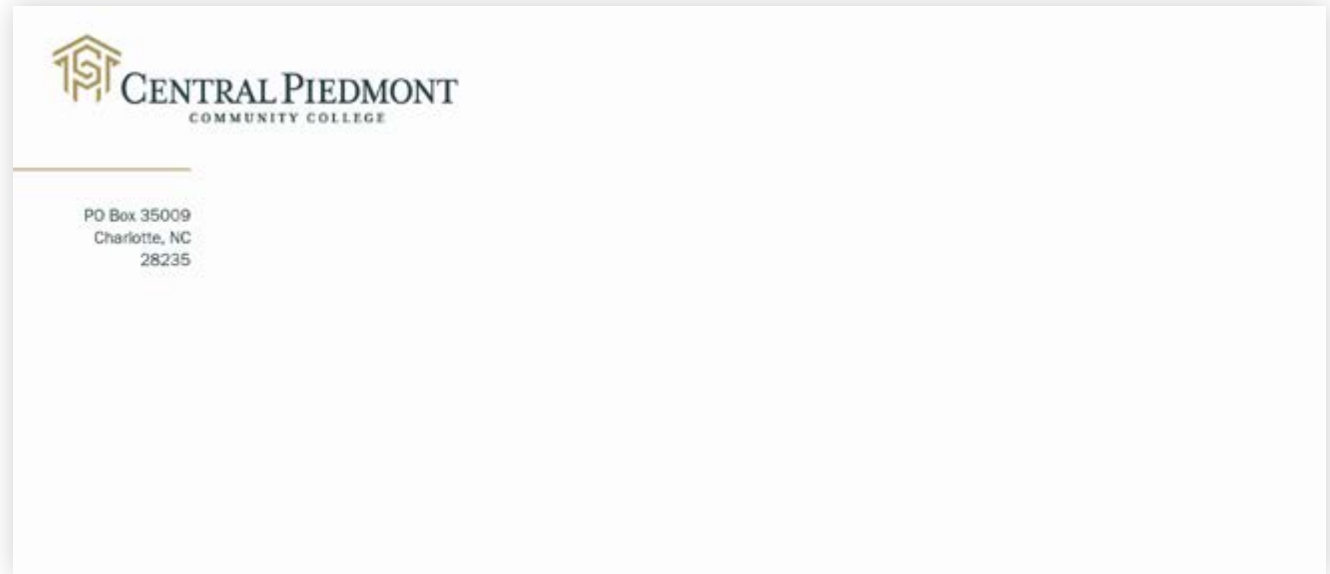 CENTRAL PIEDMONT
COMMUNITY COLLEGE
PO Box 35009
Charlotte, NC
28235